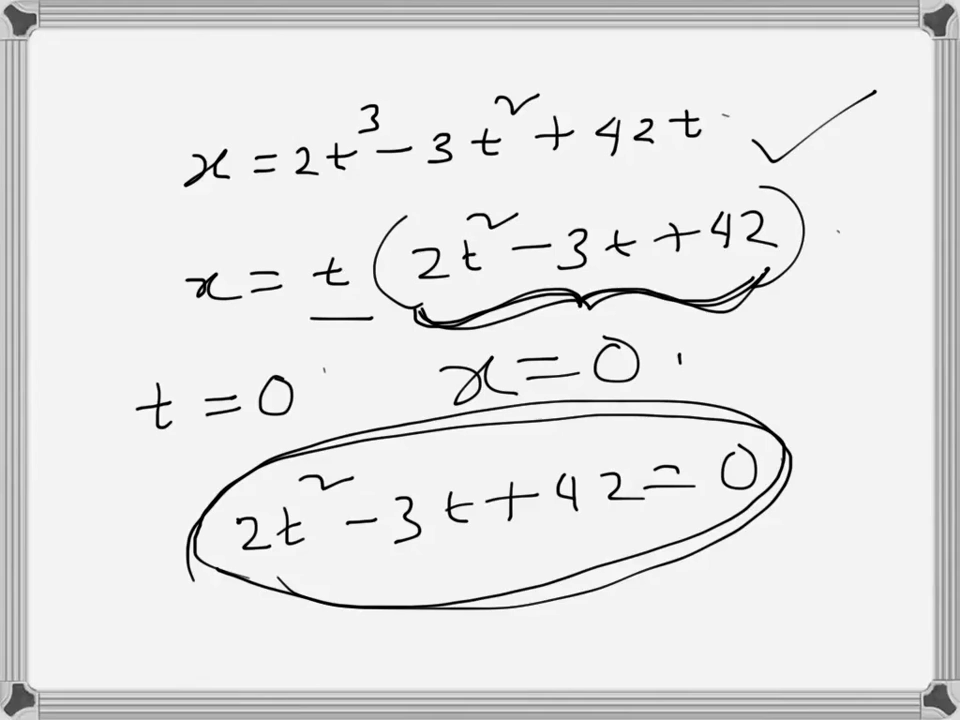 x = 2t³ - 3t² + 42t
x = t (2t² - 3t + 42)
t = 0 x = 0
2t² - 3t + 42 = 0